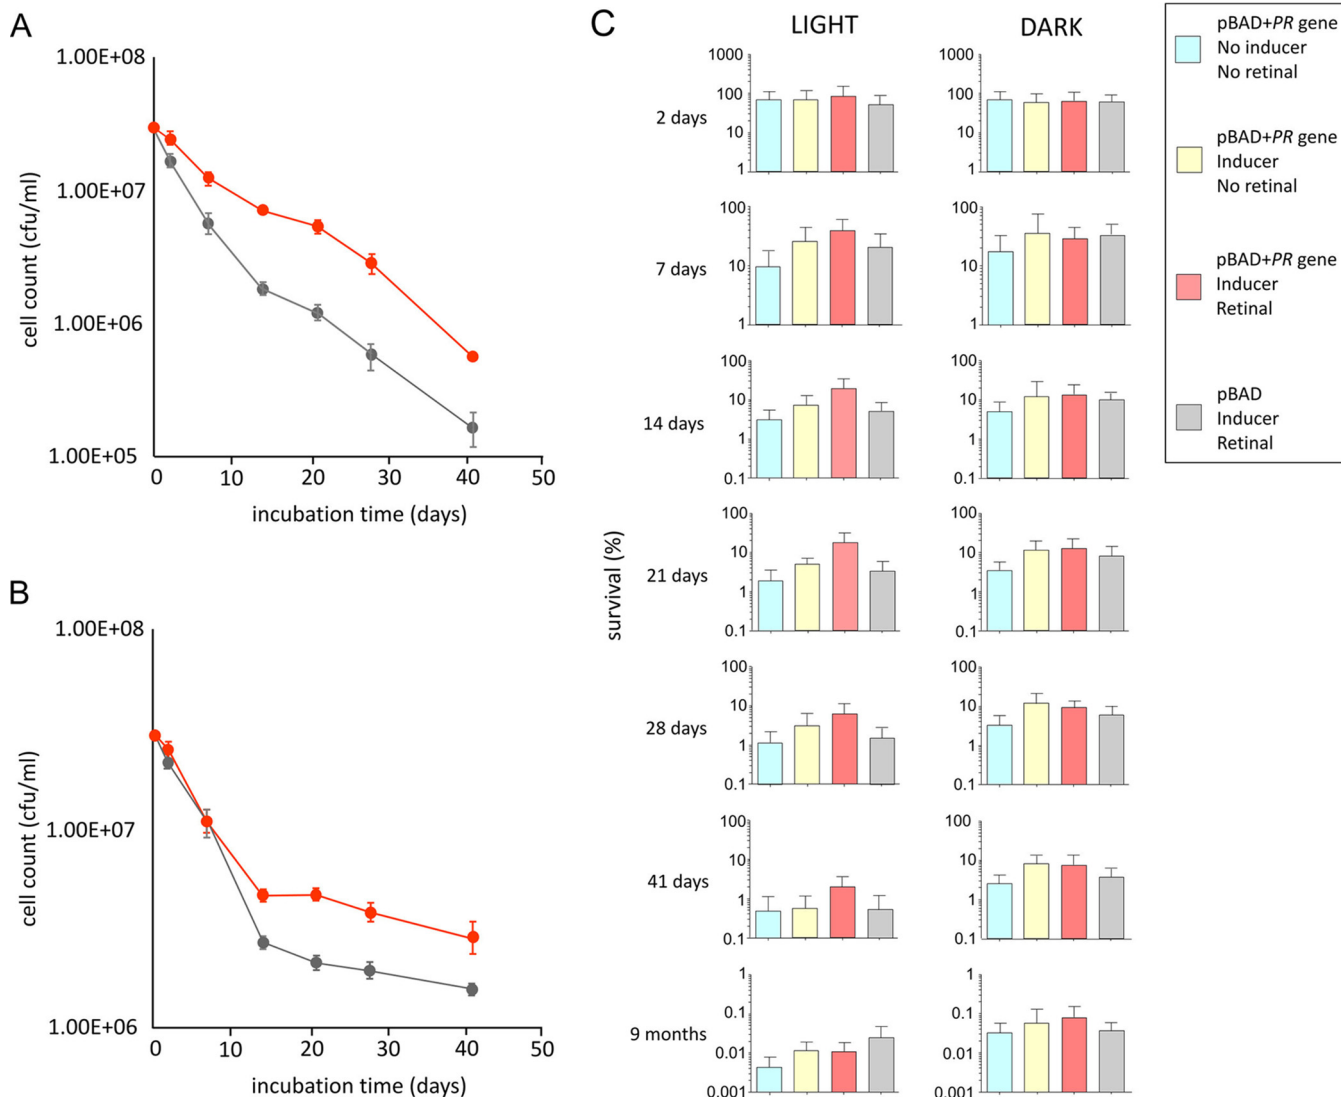 A
1.00E+08
1.00E+07
1.00E+06
1.00E+05
cell count (cfu/ml)
0 10 20 30 40 50
incubation time (days)
B
1.00E+08
1.00E+07
1.00E+06
cell count (cfu/ml)
0 10 20 30 40 50
incubation time (days)
C
LIGHT DARK
survival (%)
2 days
1000
100
10
1
1000
100
10
1
7 days
100
10
1
100
10
1
14 days
100
10
1
0.1
100
10
1
0.1
21 days
100
10
1
0.1
100
10
1
0.1
28 days
100
10
1
0.1
100
10
1
0.1
41 days
100
10
1
0.1
100
10
1
0.1
9 months
1
0.1
0.01
0.001
1
0.1
0.01
0.001
pBAD+PR gene
No inducer
No retinal
pBAD+PR gene
Inducer
No retinal
pBAD+PR gene
Inducer
Retinal
pBAD
Inducer
Retinal